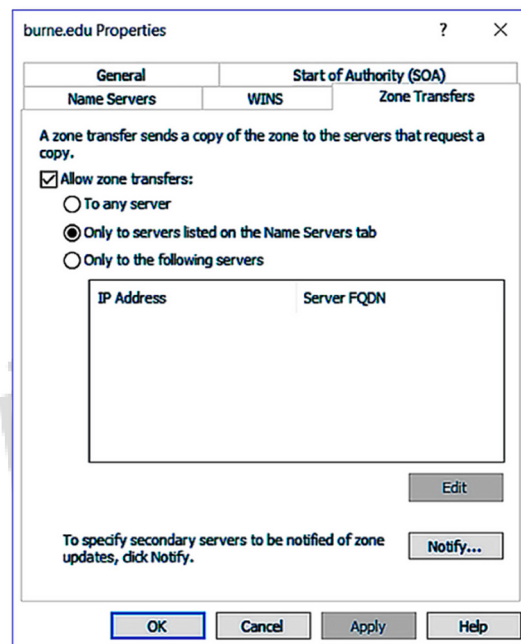 burne.edu Properties
?
General
Start of Authority (SOA)
Name Servers
WINS
Zone Transfers
A zone transfer sends a copy of the zone to the servers that request a
copy.
Allow zone transfers:
To any server
Only to servers listed on the Name Servers tab
Only to the following servers
IP Address
Server FQDN
Edit
To specify secondary servers to be notified of zone
updates, click Notify.
Notify...
OK
Cancel
Apply
Help